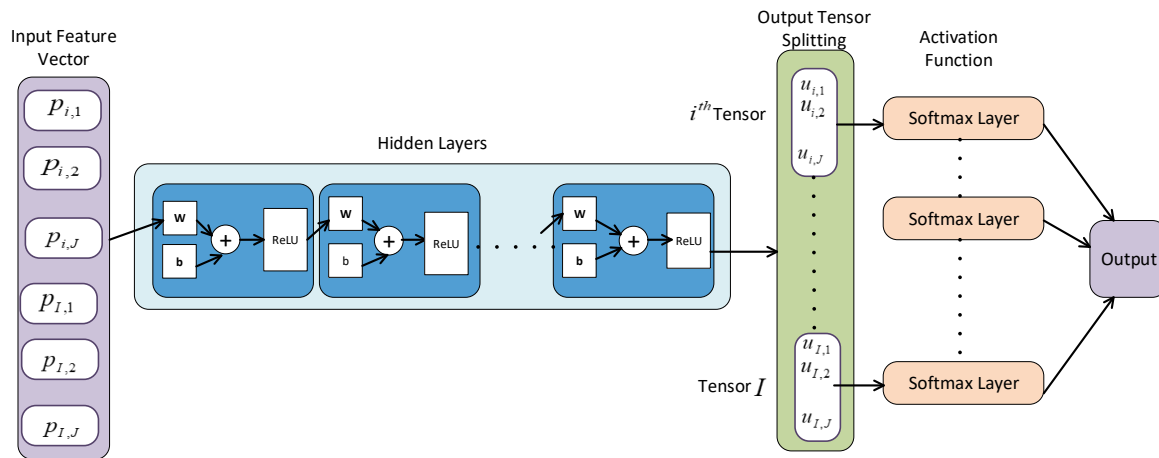 Input Feature
Vector
p_{i,1}
p_{i,2}
p_{i,J}
p_{I,1}
p_{I,2}
p_{I,J}
Hidden Layers
W
b
+
ReLU
W
b
+
ReLU
W
b
+
ReLU
Output Tensor
Splitting
i^{th} Tensor
u_{i,1}
u_{i,2}
u_{i,J}
Tensor I
u_{I,1}
u_{I,2}
u_{I,J}
Activation
Function
Softmax Layer
Softmax Layer
Softmax Layer
Output